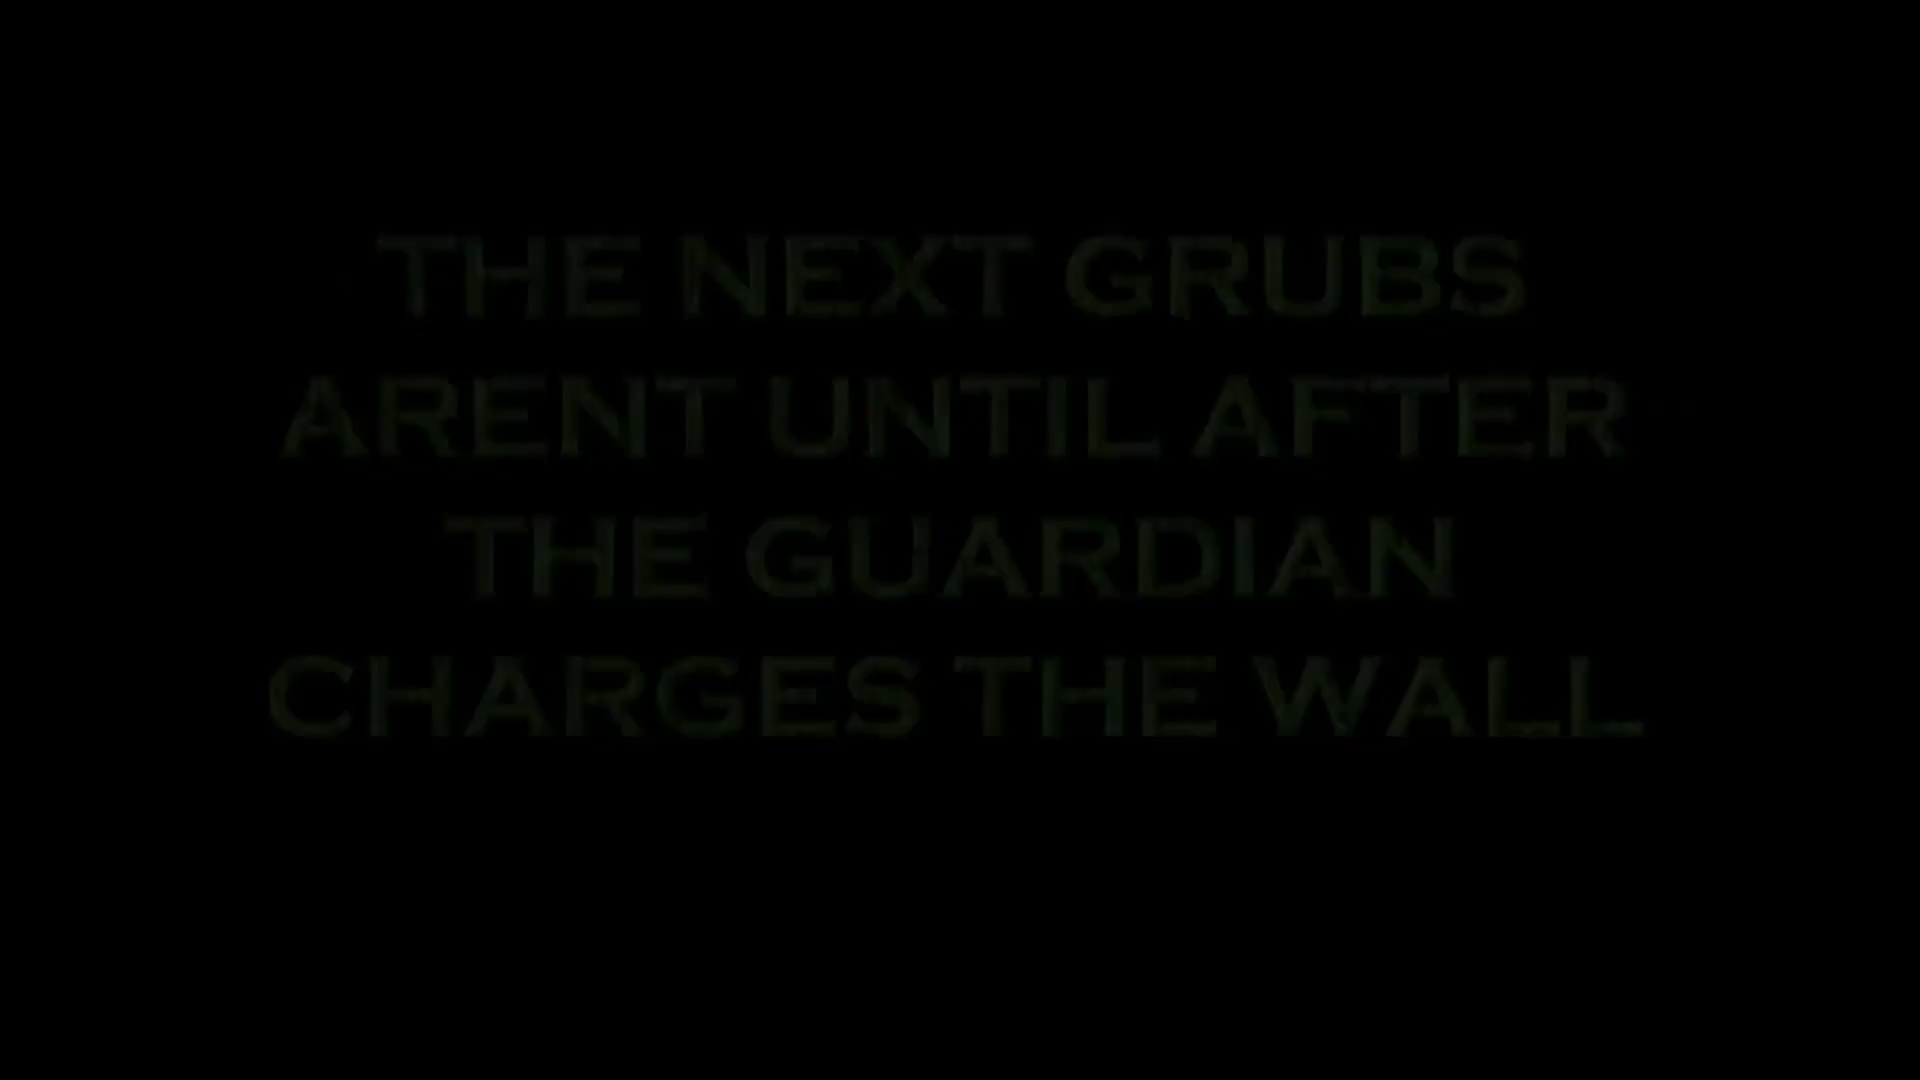 THE NEXT GRUBS
ARENT UNTIL AFTER
THE GUARDIAN
CHARGES THE WALL